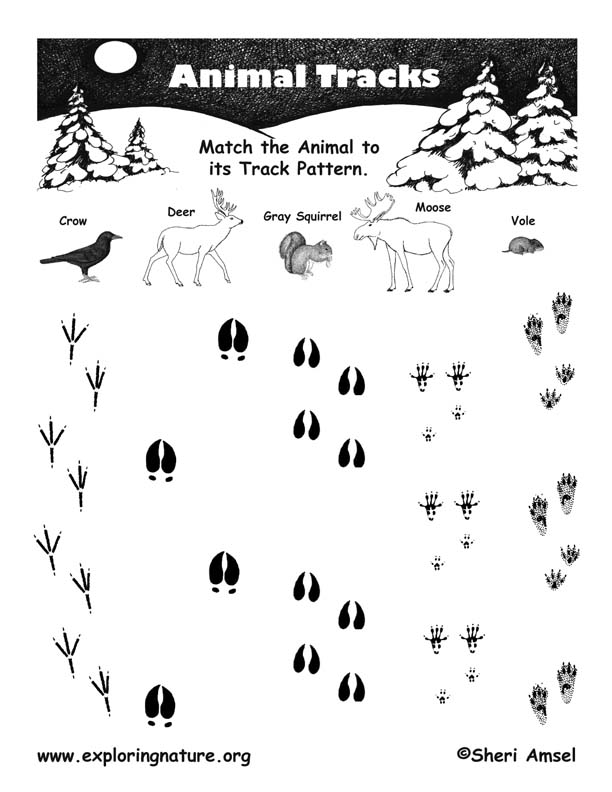 Animal Tracks
Match the Animal to
its Track Pattern.
Crow
Deer
Gray Squirrel
Moose
Vole
www.exploringnature.org
©Sheri Amsel